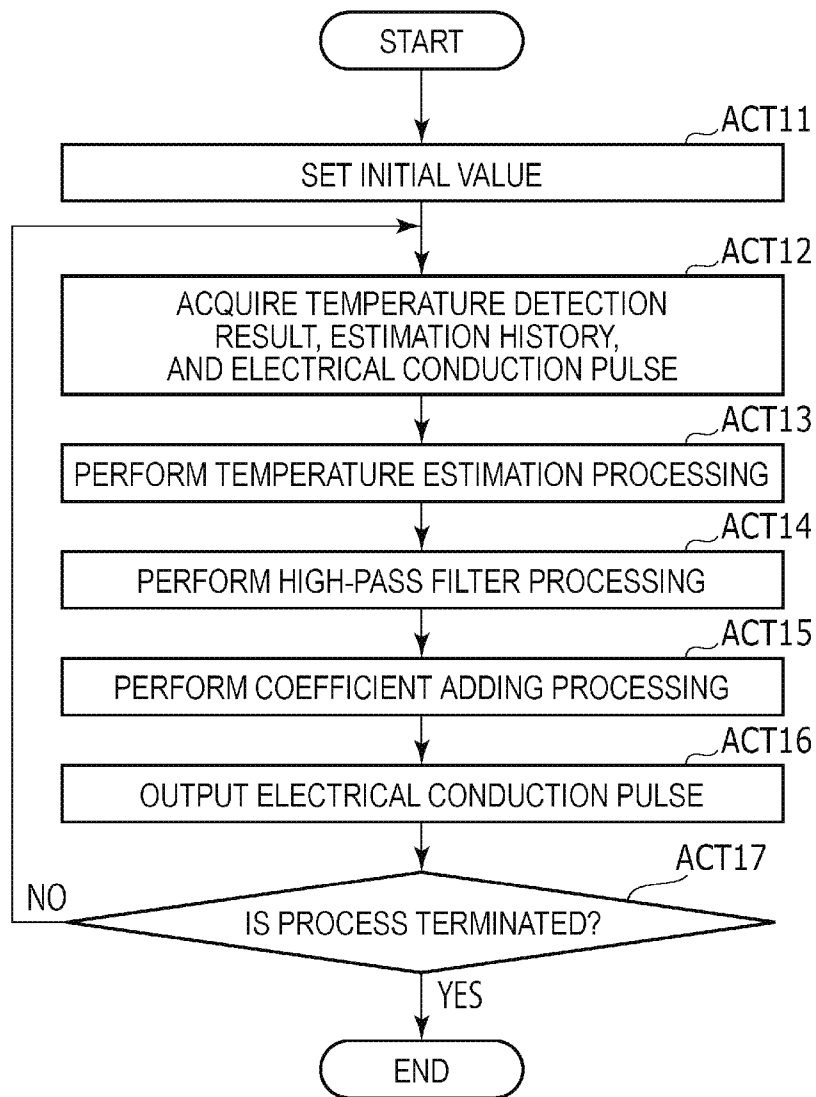 START
ACT11
SET INITIAL VALUE
ACT12
ACQUIRE TEMPERATURE DETECTION
RESULT, ESTIMATION HISTORY,
AND ELECTRICAL CONDUCTION PULSE
ACT13
PERFORM TEMPERATURE ESTIMATION PROCESSING
ACT14
PERFORM HIGH-PASS FILTER PROCESSING
ACT15
PERFORM COEFFICIENT ADDING PROCESSING
ACT16
OUTPUT ELECTRICAL CONDUCTION PULSE
ACT17
NO
IS PROCESS TERMINATED?
YES
END